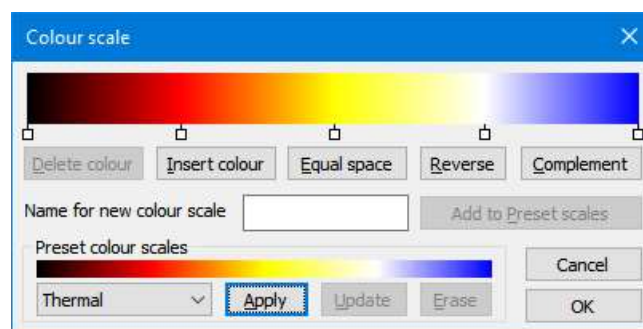 Colour scale
Delete colour Insert colour Equal space Reverse Complement
Name for new colour scale Add to Preset scales
Preset colour scales
Cancel
Thermal Apply Update Erase OK